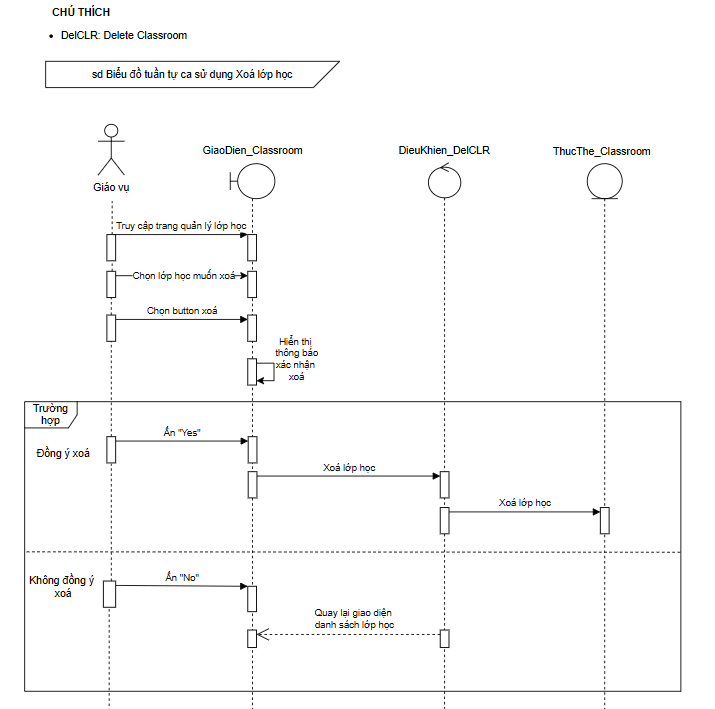 CHÚ THÍCH
DelCLR: Delete Classroom
sd Biểu đồ tuần tự ca sử dụng Xoá lớp học
GiaoDien_Classroom
DieuKhien_DelCLR
ThucThe_Classroom
Giáo vụ
Truy cập trang quản lý lớp học
Chọn lớp học muốn xoá
Chọn button xoá
Hiển thị
thông báo
xác nhận
xoá
Trường
hợp
Ấn "Yes"
Đồng ý xoá
Xoá lớp học
Xoá lớp học
Không đồng ý
xoá
Ấn "No"
Quay lại giao diện
danh sách lớp học